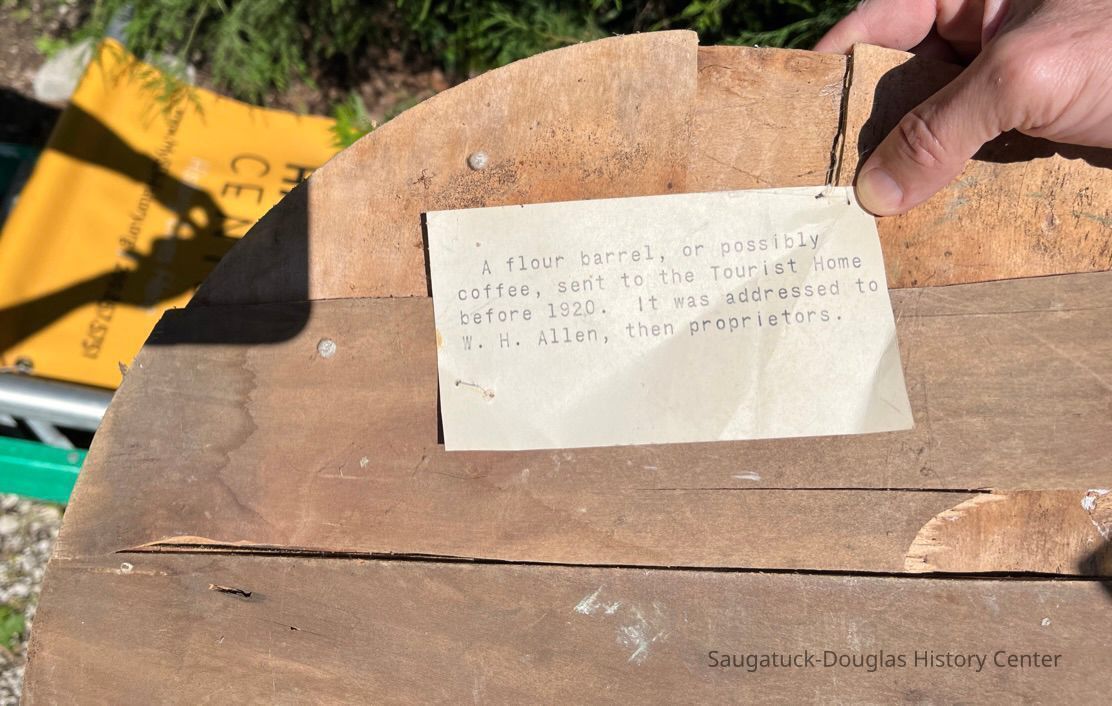 A flour barrel, or possibly
coffee, sent to the Tourist Home
before 1920. It was addressed to
W. H. Allen, then proprietors.
Saugatuck-Douglas History Center